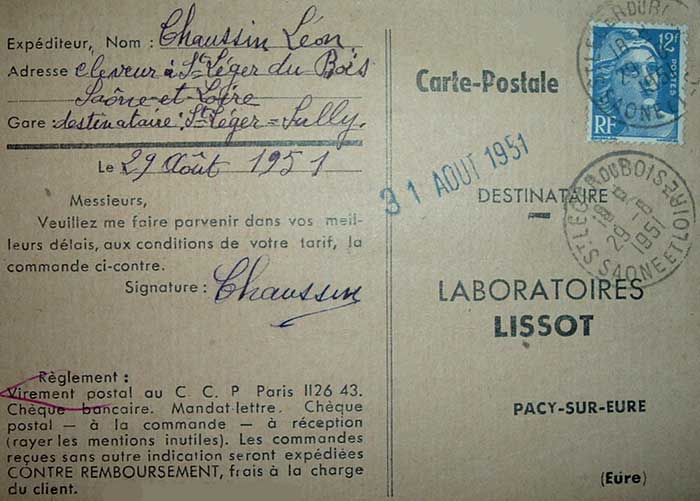 Expéditeur, Nom : Chaussin Léon
Adresse eleveur à St Léger du Bois
Saône-et-Loire
Gare : destinataire : St Léger = Sully.
Le 29 Août 1951
Messieurs,
Veuillez me faire parvenir dans vos meil-
leurs délais, aux conditions de votre tarif, la
commande ci-contre.
Signature : Chaussin
Règlement :
Virement postal au C. C. P Paris 1126 43.
Chèque bancaire. Mandat-lettre. Chèque
postal — à la commande — à réception
(rayer les mentions inutiles). Les commandes
reçues sans autre indication seront expédiées
CONTRE REMBOURSEMENT, frais à la charge
du client.
Carte-Postale
12f
POSTES
RF
31 AOUT 1951
DESTINATAIRE
LABORATOIRES
LISSOT
PACY-SUR-EURE
(Eure)
ST LEGER DU BOIS
SAONE ET LOIRE
29 -8
1951